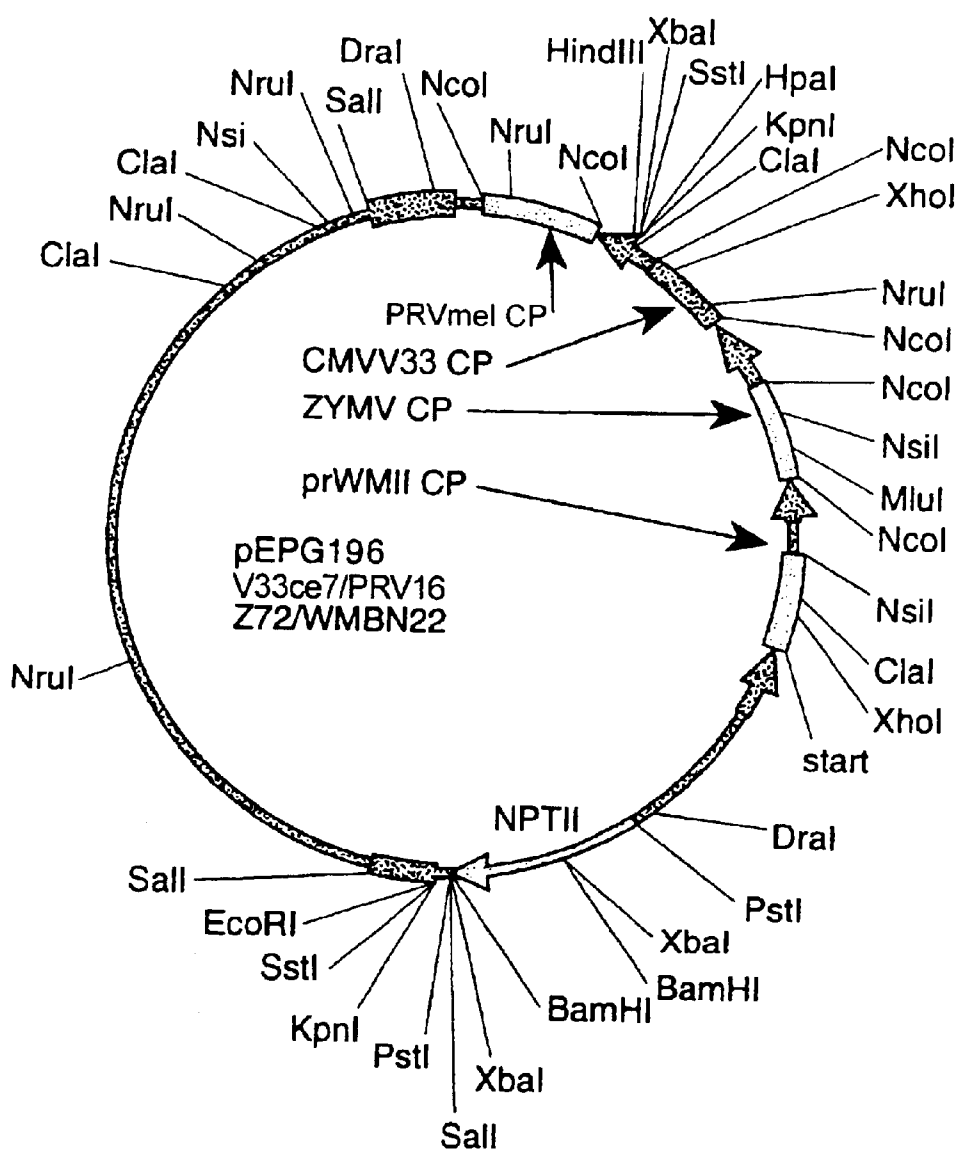 XbaI
HindIII
SstI
HpaI
DraI
NcoI
NruI
SalI
NruI
NcoI
KpnI
ClaI
NcoI
XhoI
Nsi
ClaI
NruI
ClaI
NruI
NcoI
NcoI
NsiI
MluI
NcoI
NsiI
ClaI
XhoI
start
PRVmel CP
CMVV33 CP
ZYMV CP
prWMII CP
pEPG196
V33ce7/PRV16
Z72/WMBN22
NruI
NPTII
DraI
PstI
XbaI
BamHI
BamHI
SalI
EcoRI
SstI
KpnI
PstI
XbaI
SalI